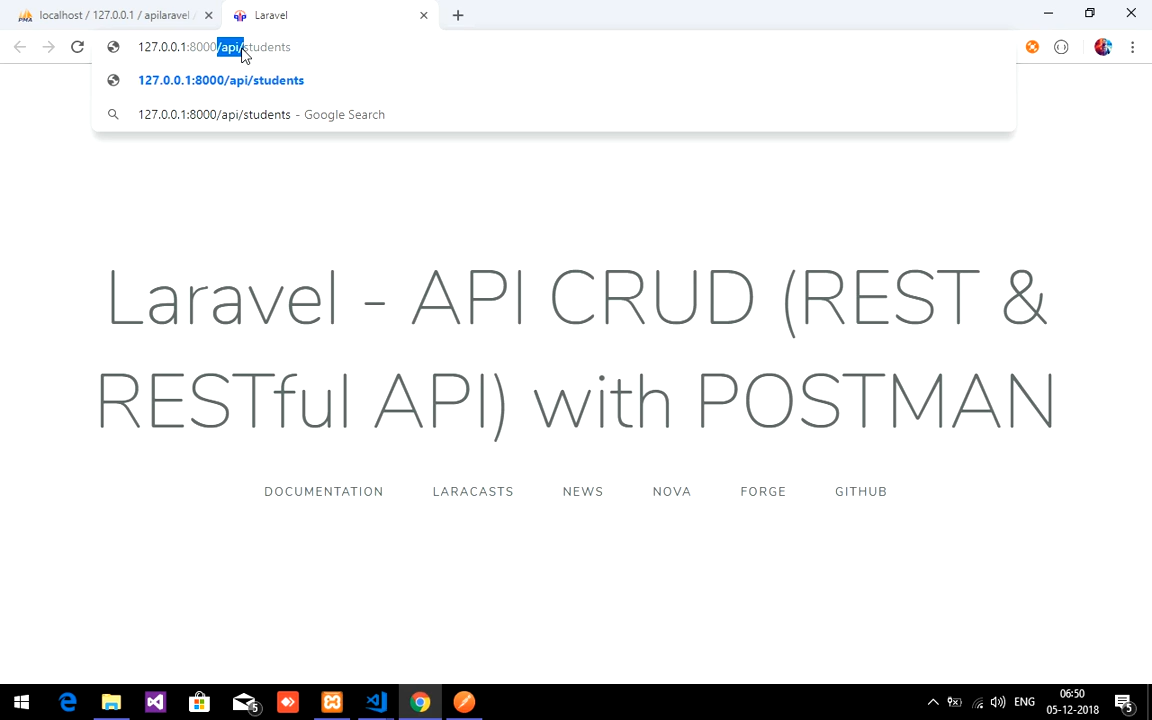 localhost / 127.0.0.1 / apilaravel
Laravel
127.0.0.1:8000/api/students
127.0.0.1:8000/api/students
127.0.0.1:8000/api/students - Google Search
Laravel - API CRUD (REST &
RESTful API) with POSTMAN
DOCUMENTATION LARACASTS NEWS NOVA FORGE GITHUB
5
ENG
06:50
05-12-2018
5